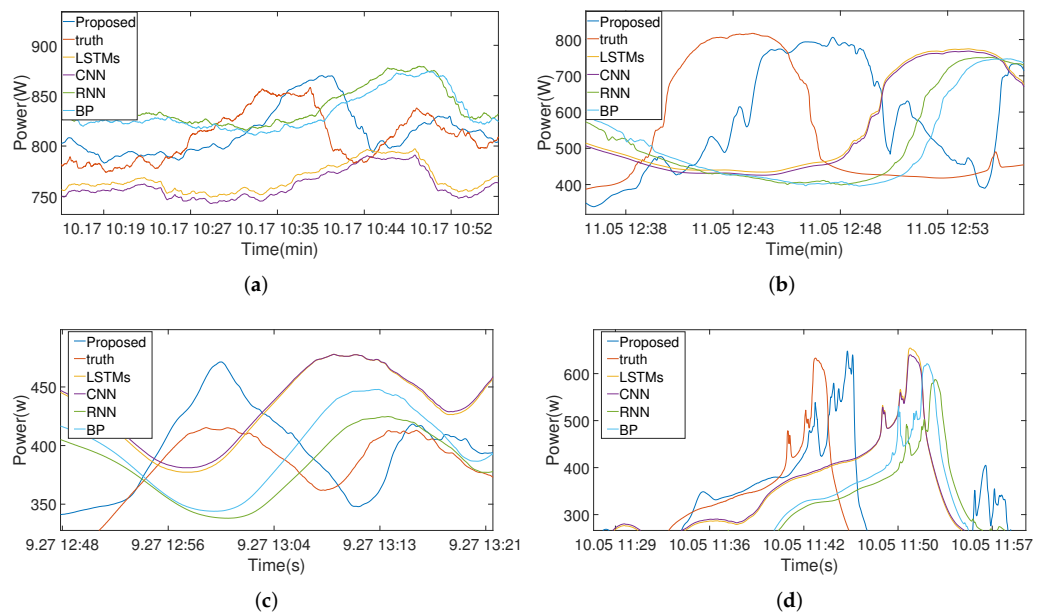 Proposed
truth
LSTMs
CNN
RNN
BP
900
850
800
750
Power(W)
10.17 10:19 10.17 10:27 10.17 10:35 10.17 10:44 10.17 10:52
Time(min)
(a)
Proposed
truth
LSTMs
CNN
RNN
BP
800
700
600
500
400
Power(W)
11.05 12:38 11.05 12:43 11.05 12:48 11.05 12:53
Time(min)
(b)
Proposed
truth
LSTMs
CNN
RNN
BP
450
400
350
Power(w)
9.27 12:48 9.27 12:56 9.27 13:04 9.27 13:13 9.27 13:21
Time(s)
(c)
Proposed
truth
LSTMs
CNN
RNN
BP
600
500
400
300
Power(w)
10.05 11:29 10.05 11:36 10.05 11:42 10.05 11:50 10.05 11:57
Time(s)
(d)